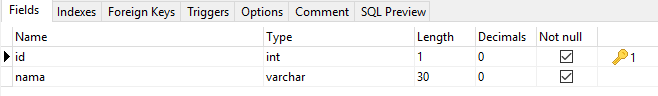 Fields Indexes Foreign Keys Triggers Options Comment SQL Preview
Name Type Length Decimals Not null
id int 1 0 1
nama varchar 30 0